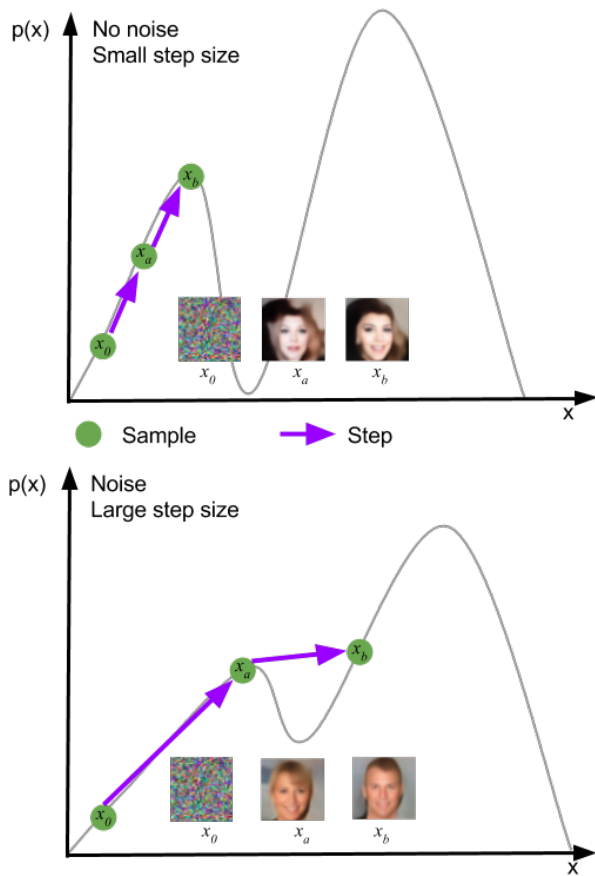 p(x)
No noise
Small step size
x_b
x_a
x_0
x_0 x_a x_b
x
Sample Step
p(x)
Noise
Large step size
x_a
x_b
x_0
x_0 x_a x_b
x